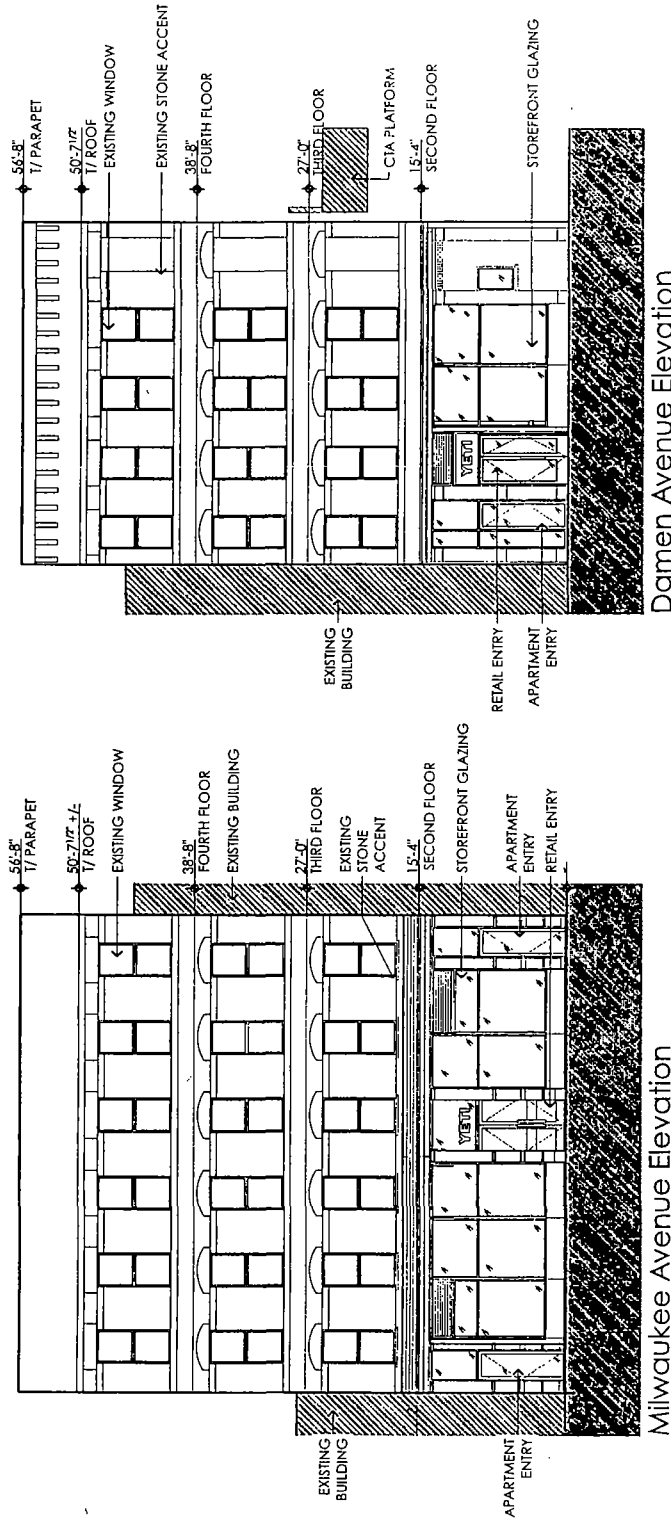 56'-8"
T/ PARAPET
50'-7 1/2" +/-
T/ ROOF
EXISTING WINDOW
38'-8"
FOURTH FLOOR
EXISTING BUILDING
27'-0"
THIRD FLOOR
EXISTING
STONE
ACCENT
15'-4"
SECOND FLOOR
STOREFRONT GLAZING
APARTMENT
ENTRY
RETAIL ENTRY
YETI
EXISTING
BUILDING
APARTMENT
ENTRY
Milwaukee Avenue Elevation
56'-8"
T/ PARAPET
50'-7 1/2"
T/ ROOF
EXISTING WINDOW
EXISTING STONE ACCENT
38'-8"
FOURTH FLOOR
27'-0"
THIRD FLOOR
CTA PLATFORM
15'-4"
SECOND FLOOR
STOREFRONT GLAZING
YETI
EXISTING
BUILDING
RETAIL ENTRY
APARTMENT
ENTRY
Damen Avenue Elevation